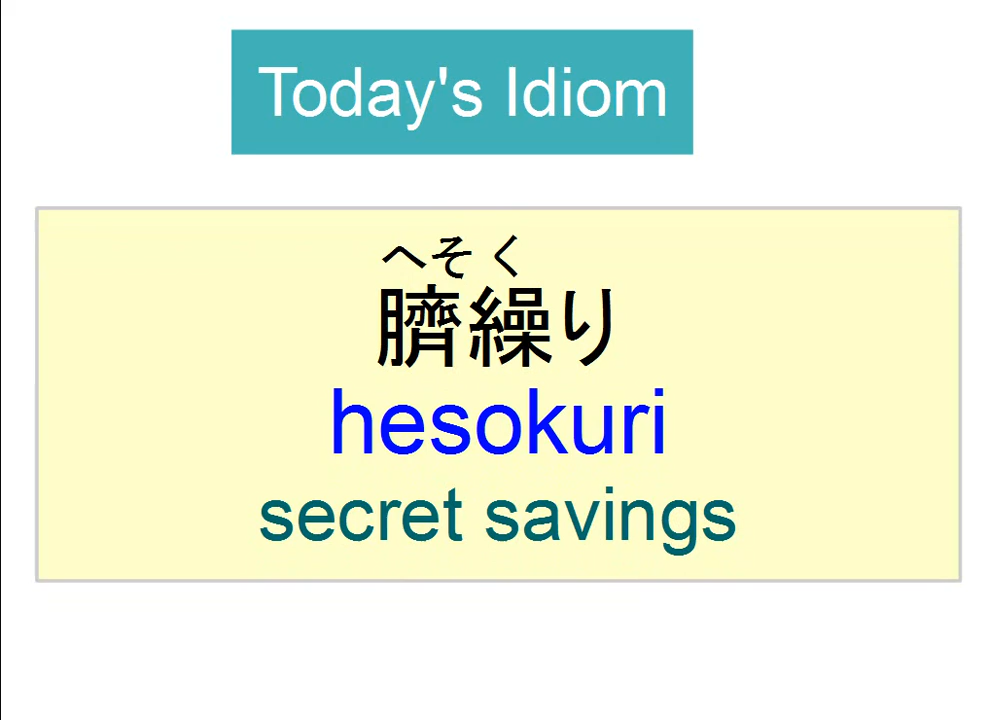 Today's Idiom
へそく
臍繰り
hesokuri
secret savings